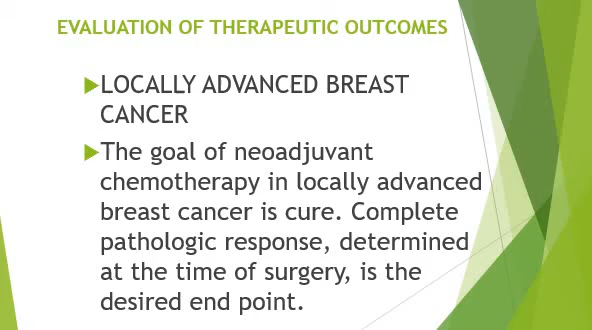 EVALUATION OF THERAPEUTIC OUTCOMES
LOCALLY ADVANCED BREAST
CANCER
The goal of neoadjuvant
chemotherapy in locally advanced
breast cancer is cure. Complete
pathologic response, determined
at the time of surgery, is the
desired end point.